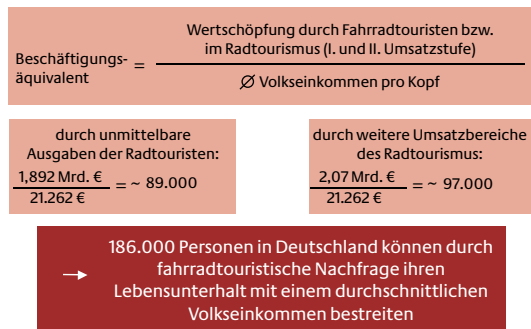 Wertschöpfung durch Fahrradtouristen bzw.
im Radtourismus (I. und II. Umsatzstufe)
Beschäftigungs-
äquivalent =
Ø Volkseinkommen pro Kopf
durch unmittelbare
Ausgaben der Radtouristen:
1,892 Mrd. €
21.262 €
= ~ 89.000
durch weitere Umsatzbereiche
des Radtourismus:
2,07 Mrd. €
21.262 €
= ~ 97.000
→ 186.000 Personen in Deutschland können durch
fahrradtouristische Nachfrage ihren
Lebensunterhalt mit einem durchschnittlichen
Volkseinkommen bestreiten